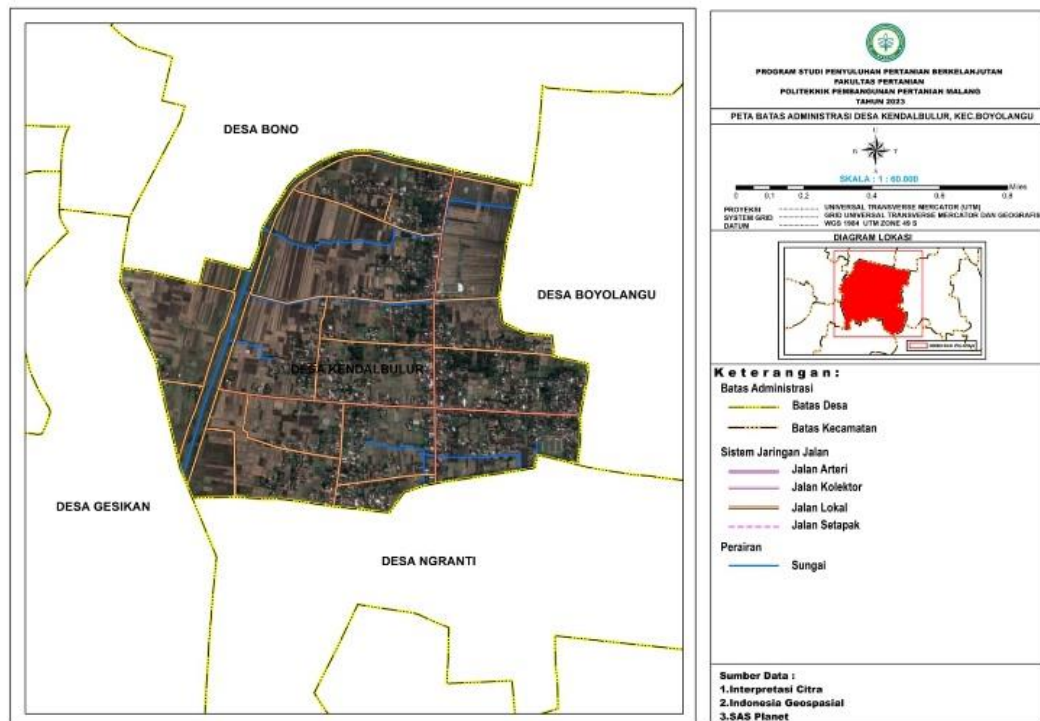 DESA BONO
DESA BOYOLANGU
DESA KENDALBULUR
DESA GESIKAN
DESA NGRANTI
PROGRAM STUDI PENYULUHAN PERTANIAN BERKELANJUTAN
FAKULTAS PERTANIAN
POLITEKNIK PEMBANGUNAN PERTANIAN MALANG
TAHUN 2023
PETA BATAS ADMINISTRASI DESA KENDALBULUR, KEC.BOYOLANGU
U
B T
SKALA : 1 : 60.000
Miles
0 0,1 0,2 0,4 0,6 0,8
PROYEKSI UNIVERSAL TRANSVERSE MERCATOR (UTM)
SYSTEM GRID GRID UNIVERSAL TRANSVERSE MERCATOR DAN GEOGRAFIS
DATUM WGS 1984 UTM ZONE 49 S
DIAGRAM LOKASI
Keterangan:
Batas Administrasi
Batas Desa
Batas Kecamatan
Sistem Jaringan Jalan
Jalan Arteri
Jalan Kolektor
Jalan Lokal
Jalan Setapak
Perairan
Sungai
Sumber Data :
1.Interpretasi Citra
2.Indonesia Geospasial
3.SAS Planet